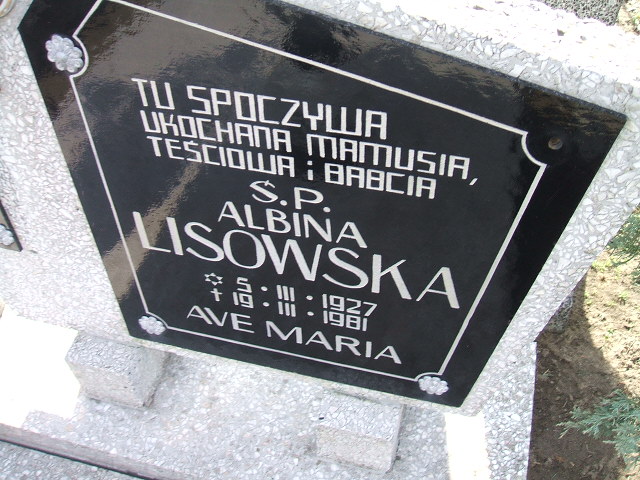 TU SPOCZYWA
UKOCHANA MAMUSIA,
TEŚCIOWA i BABCIA
Ś.P.
ALBINA
LISOWSKA
✡ 5 · III · 1927
† 19 · III · 1981
AVE MARIA